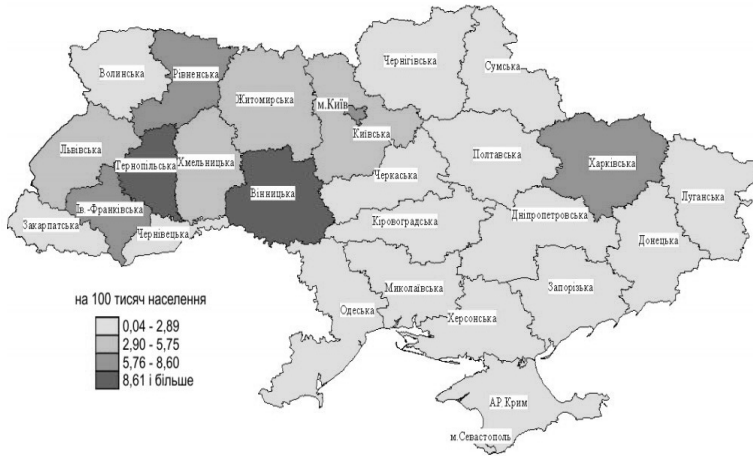 Волинська
Рівненська
Житомирська
м.Київ
Київська
Чернігівська
Сумська
Львівська
Тернопільська
Хмельницька
Вінницька
Черкаська
Полтавська
Харківська
Луганська
Ів.-Франківська
Закарпатська
Чернівецька
Кіровоградська
Дніпропетровська
Донецька
Одеська
Миколаївська
Херсонська
Запорізька
АР.Крим
м.Севастополь
на 100 тисяч населення
0,04 - 2,89
2,90 - 5,75
5,76 - 8,60
8,61 і більше